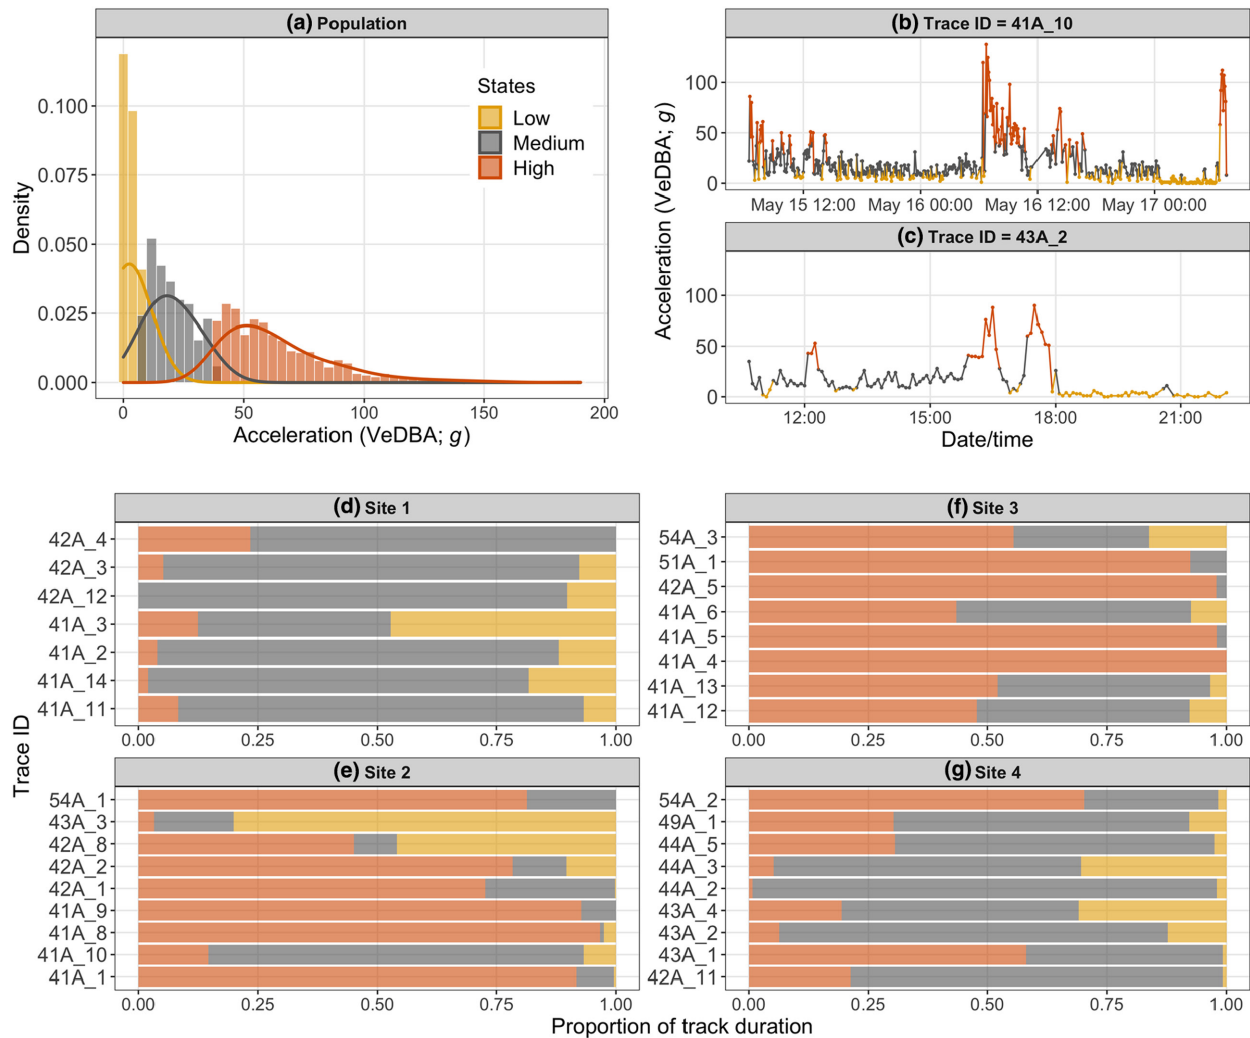 (a) Population
Density
0.100
0.075
0.050
0.025
0.000
States
Low
Medium
High
0 50 100 150 200
Acceleration (VeDBA; g)
(b) Trace ID = 41A_10
Acceleration (VeDBA; g)
100
50
0
May 15 12:00 May 16 00:00 May 16 12:00 May 17 00:00
(c) Trace ID = 43A_2
100
50
0
12:00 15:00 18:00 21:00
Date/time
Trace ID
(d) Site 1
42A_4
42A_3
42A_12
41A_3
41A_2
41A_14
41A_11
0.00 0.25 0.50 0.75 1.00
(f) Site 3
54A_3
51A_1
42A_5
41A_6
41A_5
41A_4
41A_13
41A_12
0.00 0.25 0.50 0.75 1.00
(e) Site 2
54A_1
43A_3
42A_8
42A_2
42A_1
41A_9
41A_8
41A_10
41A_1
0.00 0.25 0.50 0.75 1.00
(g) Site 4
54A_2
49A_1
44A_5
44A_3
44A_2
43A_4
43A_2
43A_1
42A_11
0.00 0.25 0.50 0.75 1.00
Proportion of track duration